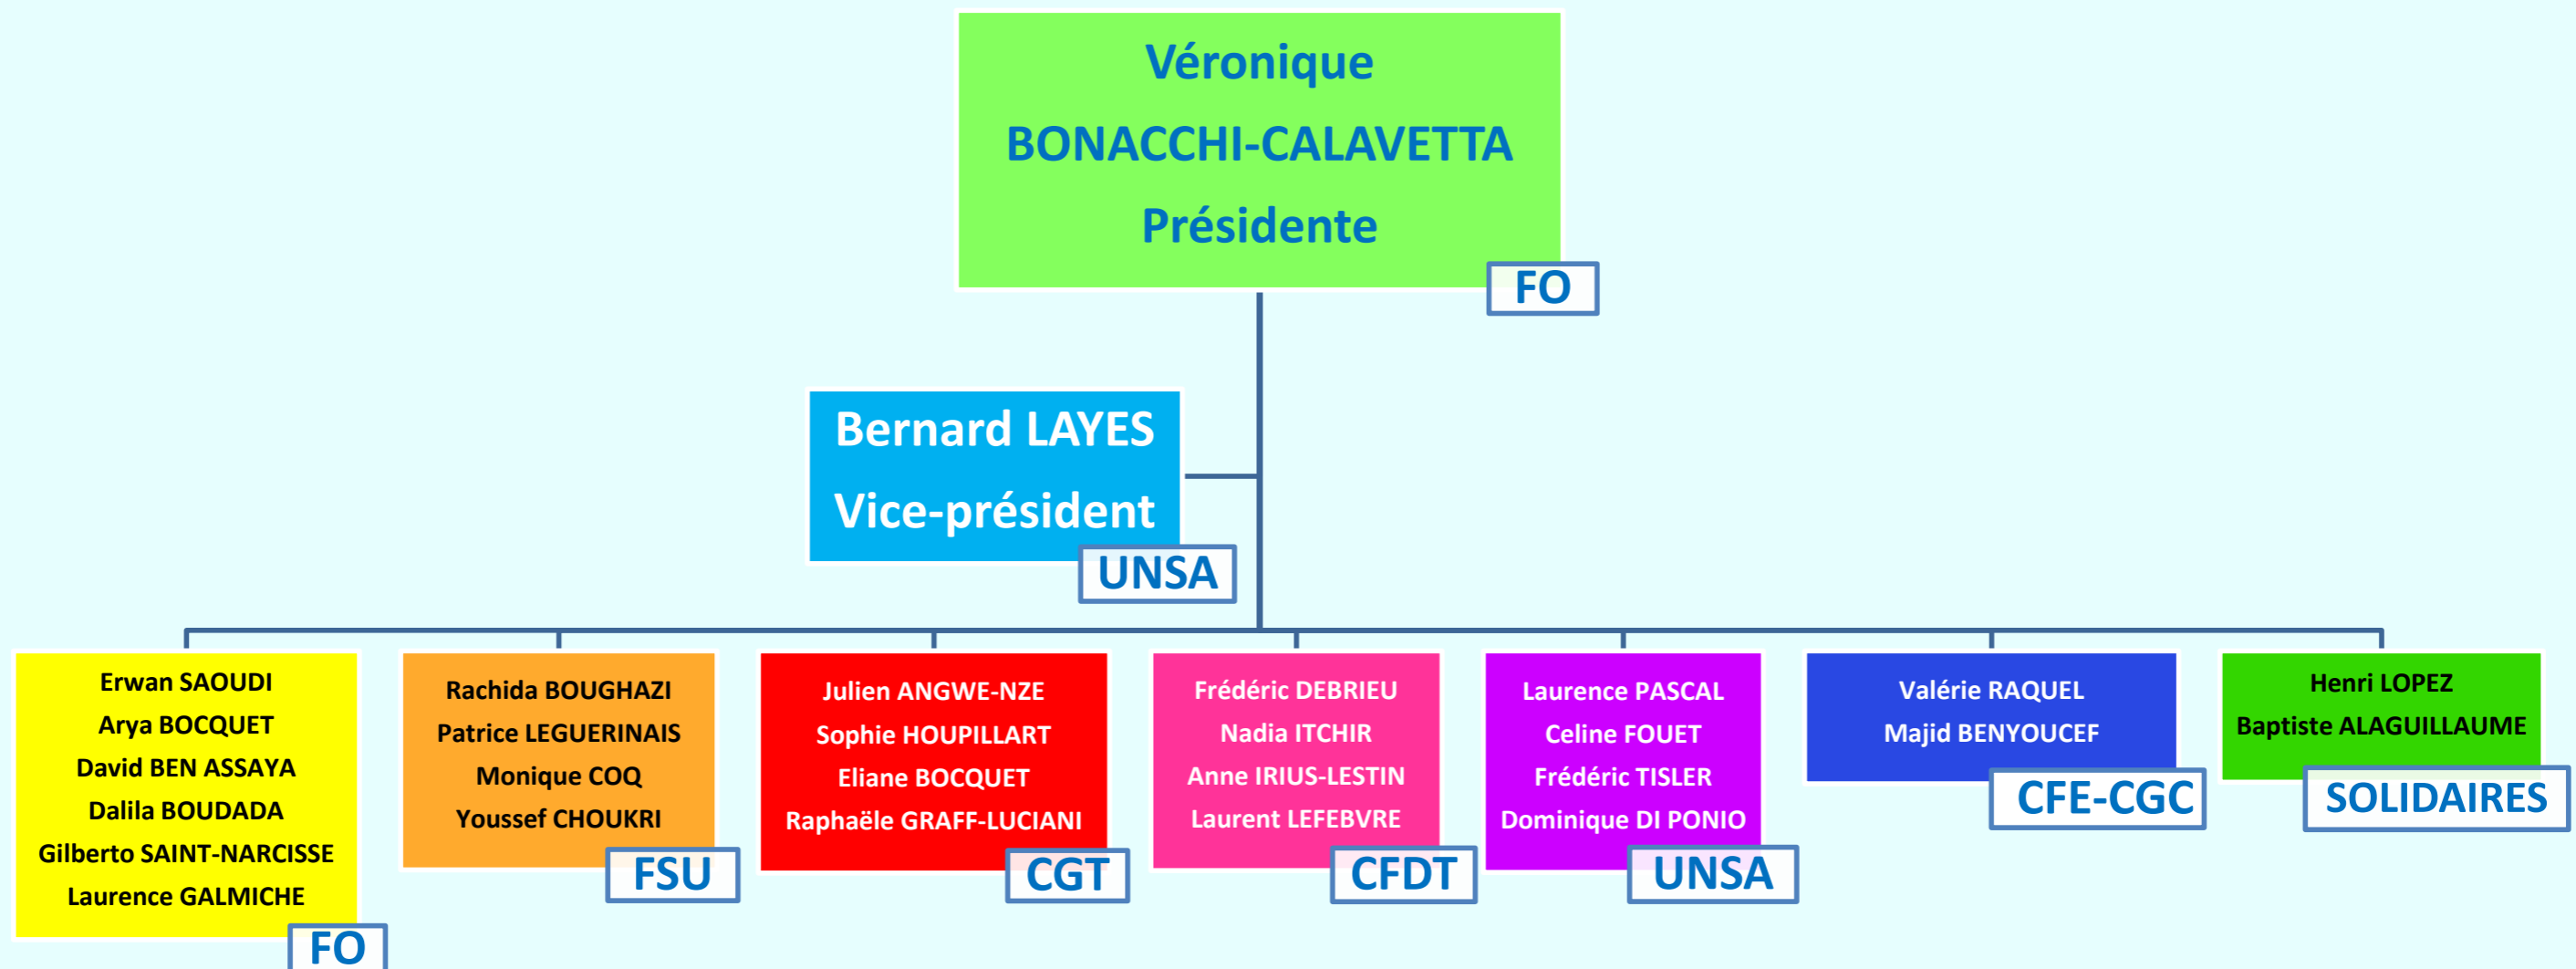 Véronique
BONACCHI-CALAVETTA
Présidente
FO
Bernard LAYES
Vice-président
UNSA
Erwan SAOUDI
Arya BOCQUET
David BEN ASSAYA
Dalila BOUDADA
Gilberto SAINT-NARCISSE
Laurence GALMICHE
FO
Rachida BOUGHAZI
Patrice LEGUERINAIS
Monique COQ
Youssef CHOUKRI
FSU
Julien ANGWE-NZE
Sophie HOUPILLART
Eliane BOCQUET
Raphaële GRAFF-LUCIANI
CGT
Frédéric DEBRIEU
Nadia ITCHIR
Anne IRIUS-LESTIN
Laurent LEFEBVRE
CFDT
Laurence PASCAL
Celine FOUET
Frédéric TISLER
Dominique DI PONIO
UNSA
Valérie RAQUEL
Majid BENYOUCEF
CFE-CGC
Henri LOPEZ
Baptiste ALAGUILLAUME
SOLIDAIRES